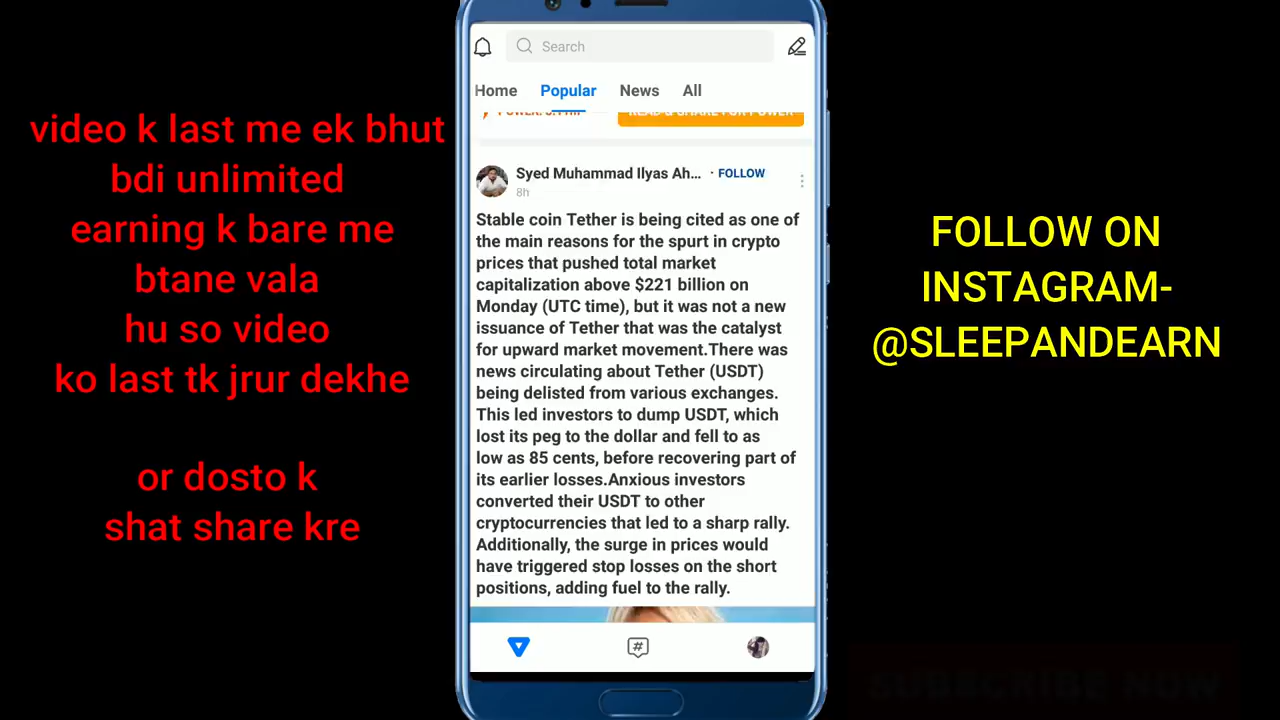 video k last me ek bhut
bdi unlimited
earning k bare me
btane vala
hu so video
ko last tk jrur dekhe
or dosto k
shat share kre
Search
Home Popular News All
READ & SHARE FOR POWER
Syed Muhammad Ilyas Ah... · FOLLOW
8h
Stable coin Tether is being cited as one of
the main reasons for the spurt in crypto
prices that pushed total market
capitalization above $221 billion on
Monday (UTC time), but it was not a new
issuance of Tether that was the catalyst
for upward market movement.There was
news circulating about Tether (USDT)
being delisted from various exchanges.
This led investors to dump USDT, which
lost its peg to the dollar and fell to as
low as 85 cents, before recovering part of
its earlier losses.Anxious investors
converted their USDT to other
cryptocurrencies that led to a sharp rally.
Additionally, the surge in prices would
have triggered stop losses on the short
positions, adding fuel to the rally.
FOLLOW ON
INSTAGRAM-
@SLEEPANDEARN
SUBSCRIBE NOW